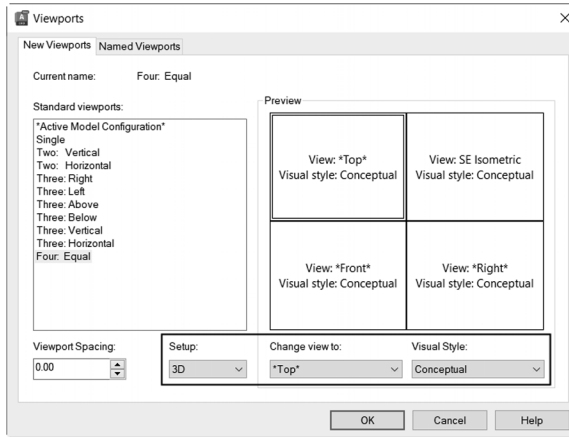 Viewports
New Viewports Named Viewports
Current name: Four: Equal
Standard viewports:
*Active Model Configuration*
Single
Two: Vertical
Two: Horizontal
Three: Right
Three: Left
Three: Above
Three: Below
Three: Vertical
Three: Horizontal
Four: Equal
Preview
View: *Top*
Visual style: Conceptual
View: SE Isometric
Visual style: Conceptual
View: *Front*
Visual style: Conceptual
View: *Right*
Visual style: Conceptual
Viewport Spacing:
0.00
Setup:
3D
Change view to:
*Top*
Visual Style:
Conceptual
OK Cancel Help